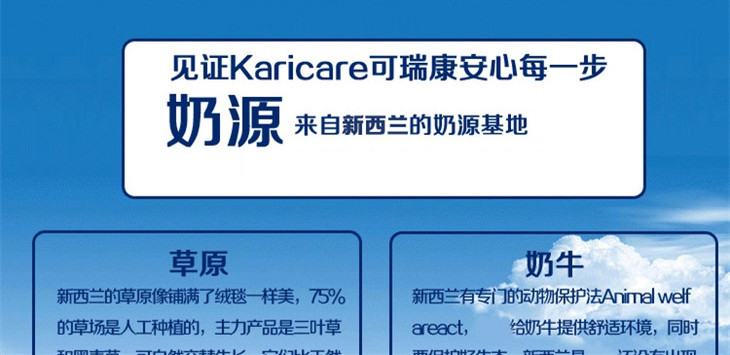 见证Karicare可瑞康安心每一步
奶源 来自新西兰的奶源基地
草原
新西兰的草原像铺满了绒毯一样美，75%
的草场是人工种植的，主力产品是三叶草
奶牛
新西兰有专门的动物保护法Animal welf
areact， 给奶牛提供舒适环境，同时